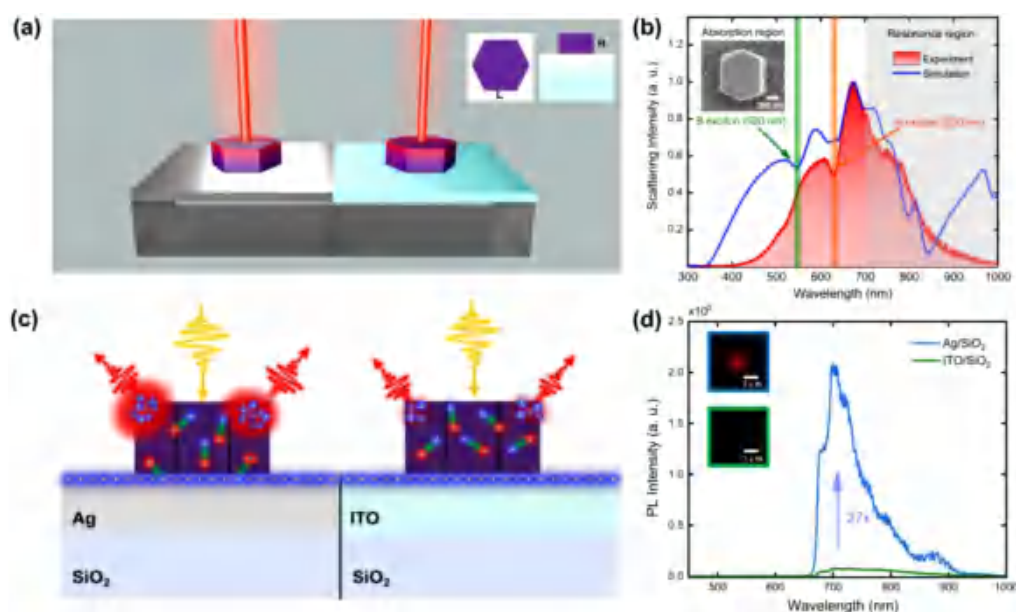 (a)
L
(b)
Absorption region
Resonance region
Experiment
Simulation
Scattering Intensity (a. u.)
1.2
1.0
0.8
0.6
0.4
0.2
300 400 500 600 700 800 900 1000
Wavelength (nm)
(c)
Ag
ITO
SiO₂
SiO₂
(d)
2.5
2.0
1.5
1.0
0.5
0.0
Ag/SiO₂
ITO/SiO₂
27x
PL Intensity (a. u.)
500 600 700 800 900 1000
Wavelength (nm)